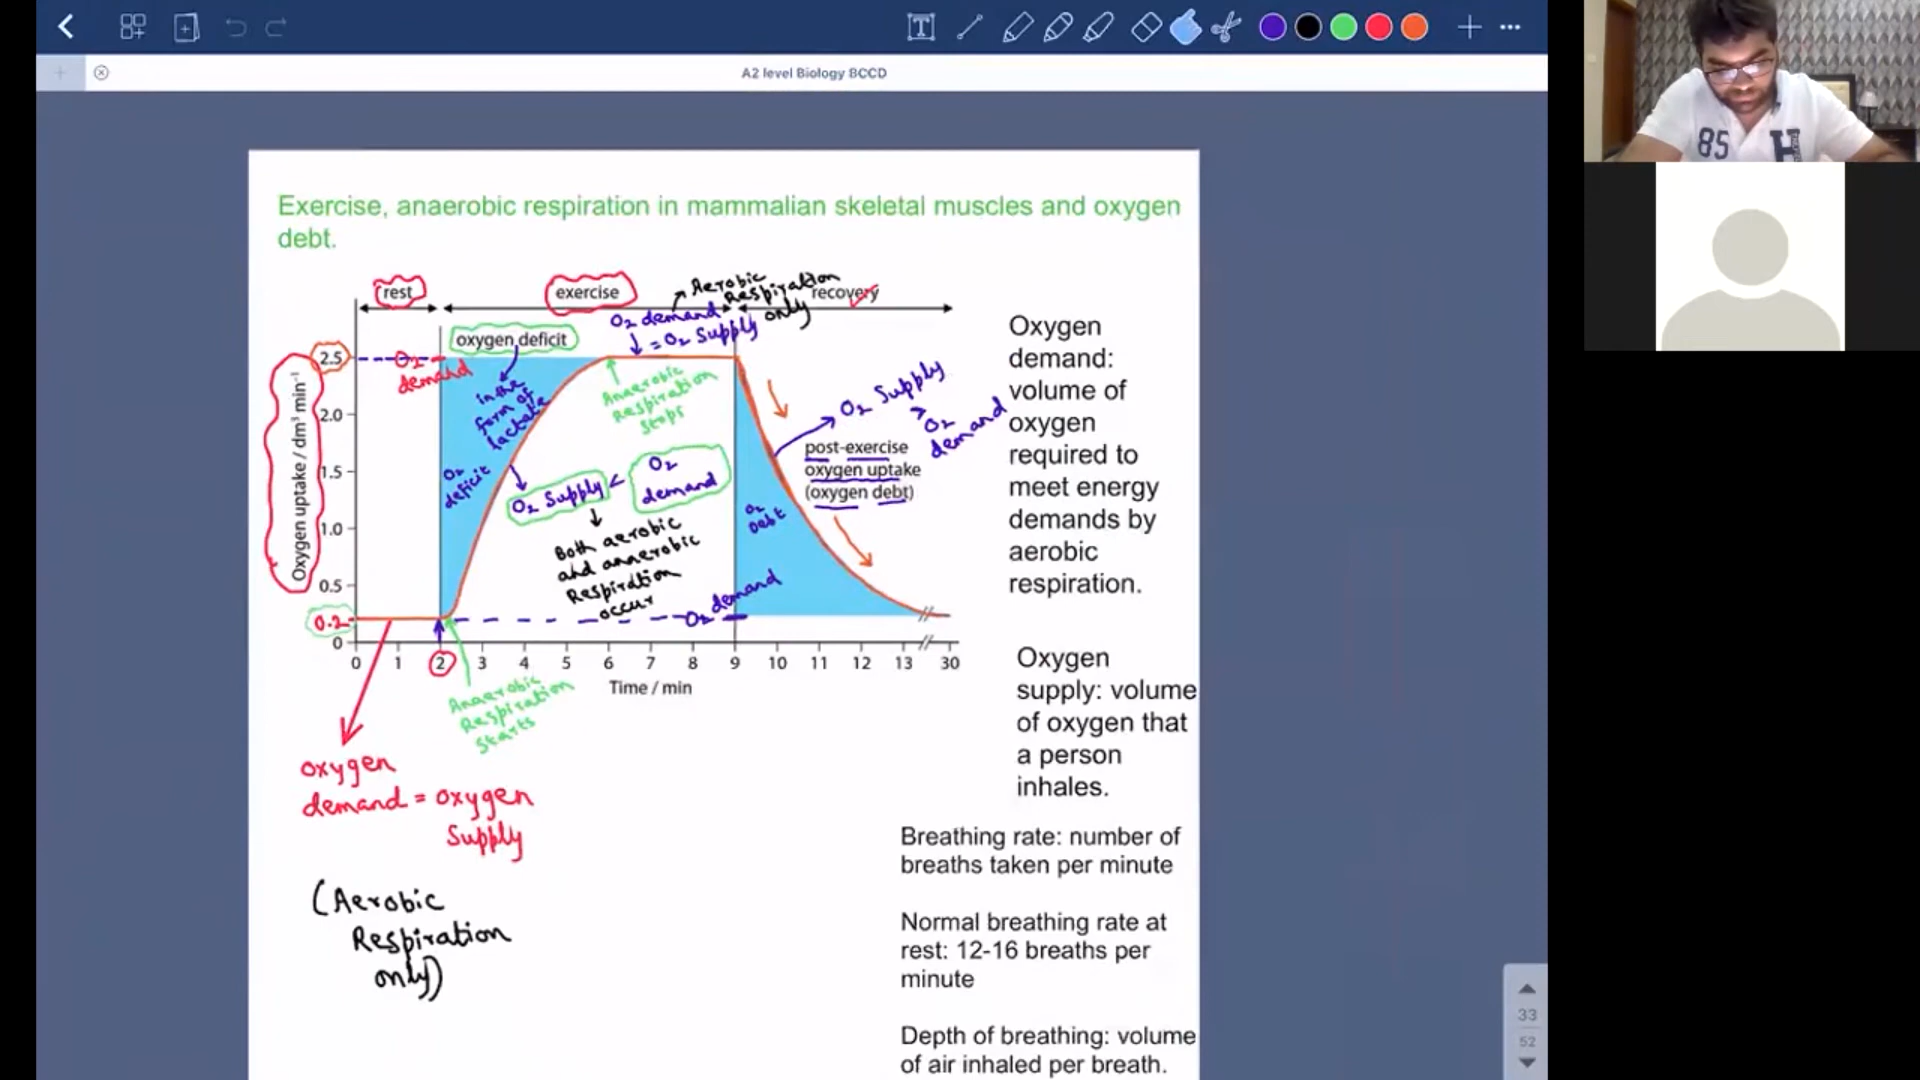 A2 level Biology BCCD
Exercise, anaerobic respiration in mammalian skeletal muscles and oxygen
debt.
rest
exercise
recovery
Aerobic
Respiration
only
O2 demand
= O2 Supply
oxygen deficit
O2
demand
in the
form of
lactate
O2
deficit
Anaerobic
Respiration
stops
O2 Supply <
O2
demand
Both aerobic
and anaerobic
Respiration
occur
O2 Supply
>
O2
demand
post-exercise
oxygen uptake
(oxygen debt)
O2
Debt
O2 demand
Oxygen uptake / dm³ min⁻¹
2.5
2.0
1.5
1.0
0.5
0.2
0
0 1 2 3 4 5 6 7 8 9 10 11 12 13 30
Time / min
Anaerobic
Respiration
starts
oxygen
demand = oxygen
Supply
(Aerobic
Respiration
only)
Oxygen
demand:
volume of
oxygen
required to
meet energy
demands by
aerobic
respiration.
Oxygen
supply: volume
of oxygen that
a person
inhales.
Breathing rate: number of
breaths taken per minute
Normal breathing rate at
rest: 12-16 breaths per
minute
Depth of breathing: volume
of air inhaled per breath.
33
52
85 H